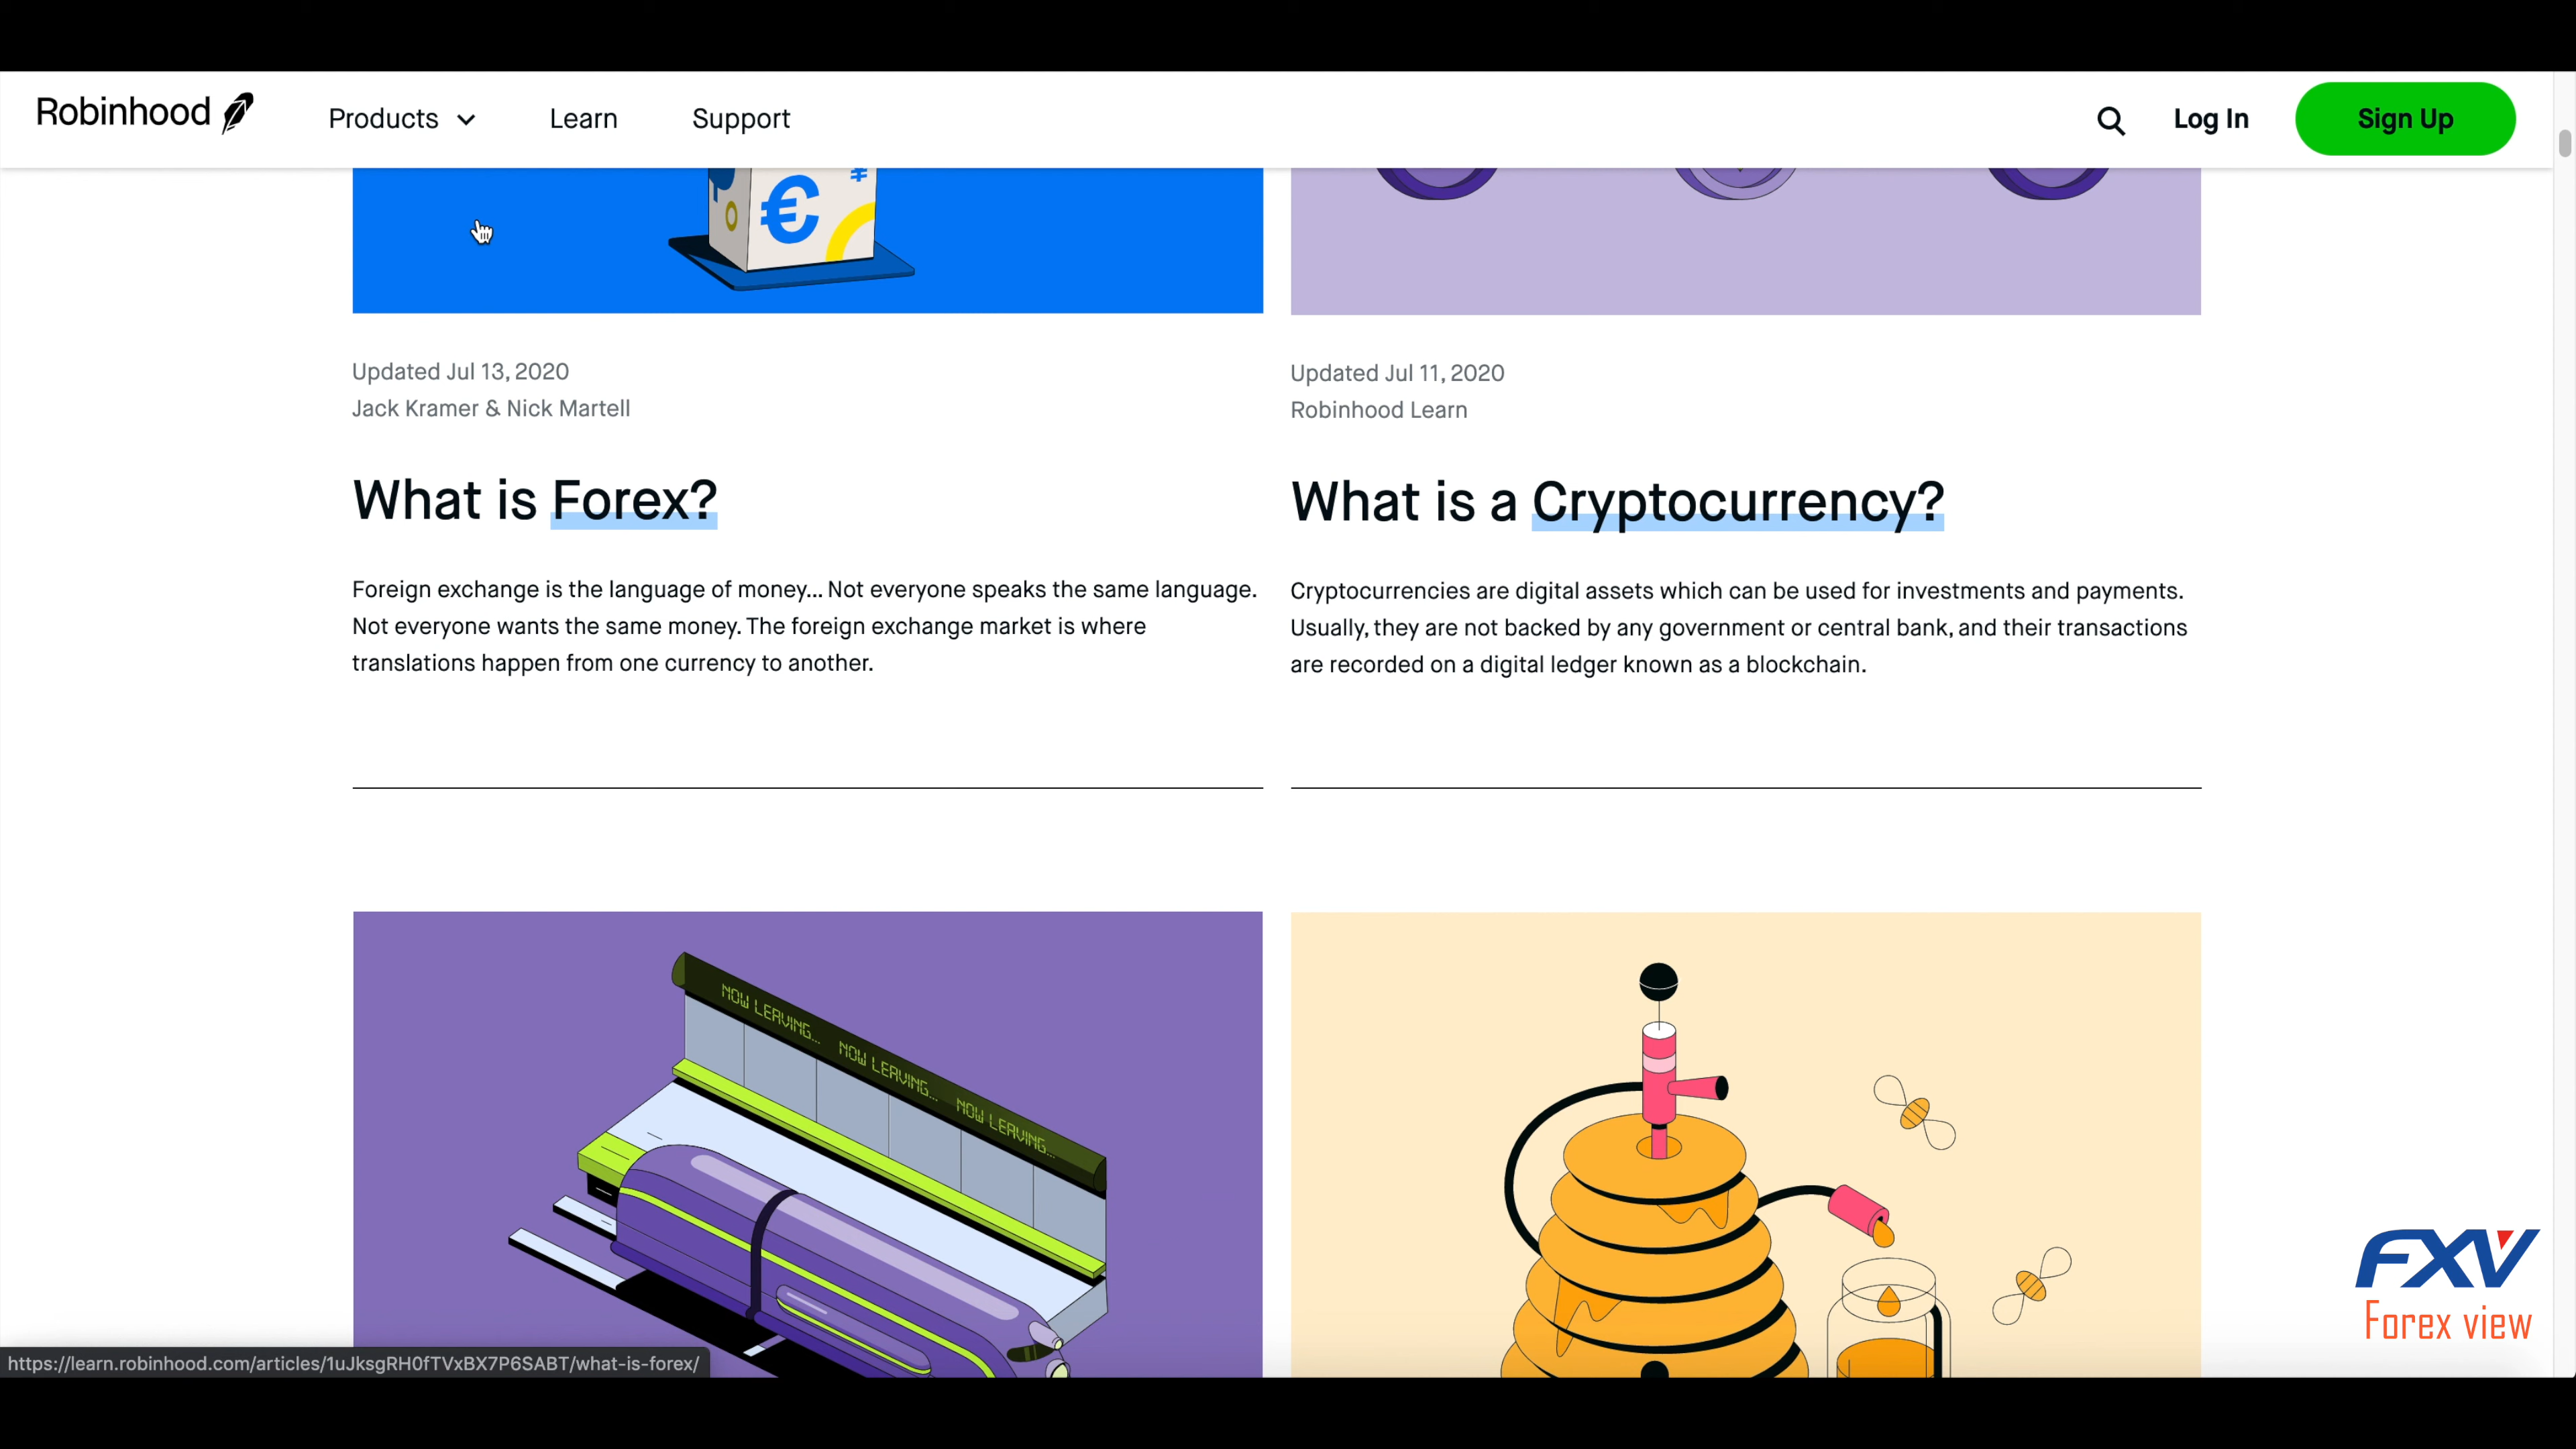 Robinhood
Products
Learn
Support
Log In
Sign Up
€
¥
Updated Jul 13, 2020
Jack Kramer & Nick Martell
What is Forex?
Foreign exchange is the language of money... Not everyone speaks the same language.
Not everyone wants the same money. The foreign exchange market is where
translations happen from one currency to another.
Updated Jul 11, 2020
Robinhood Learn
What is a Cryptocurrency?
Cryptocurrencies are digital assets which can be used for investments and payments.
Usually, they are not backed by any government or central bank, and their transactions
are recorded on a digital ledger known as a blockchain.
NOW LEAVING... NOW LEAVING... NOW LEAVING...
FXV
Forex view
https://learn.robinhood.com/articles/1uJksgRH0fTVxBX7P6SABT/what-is-forex/